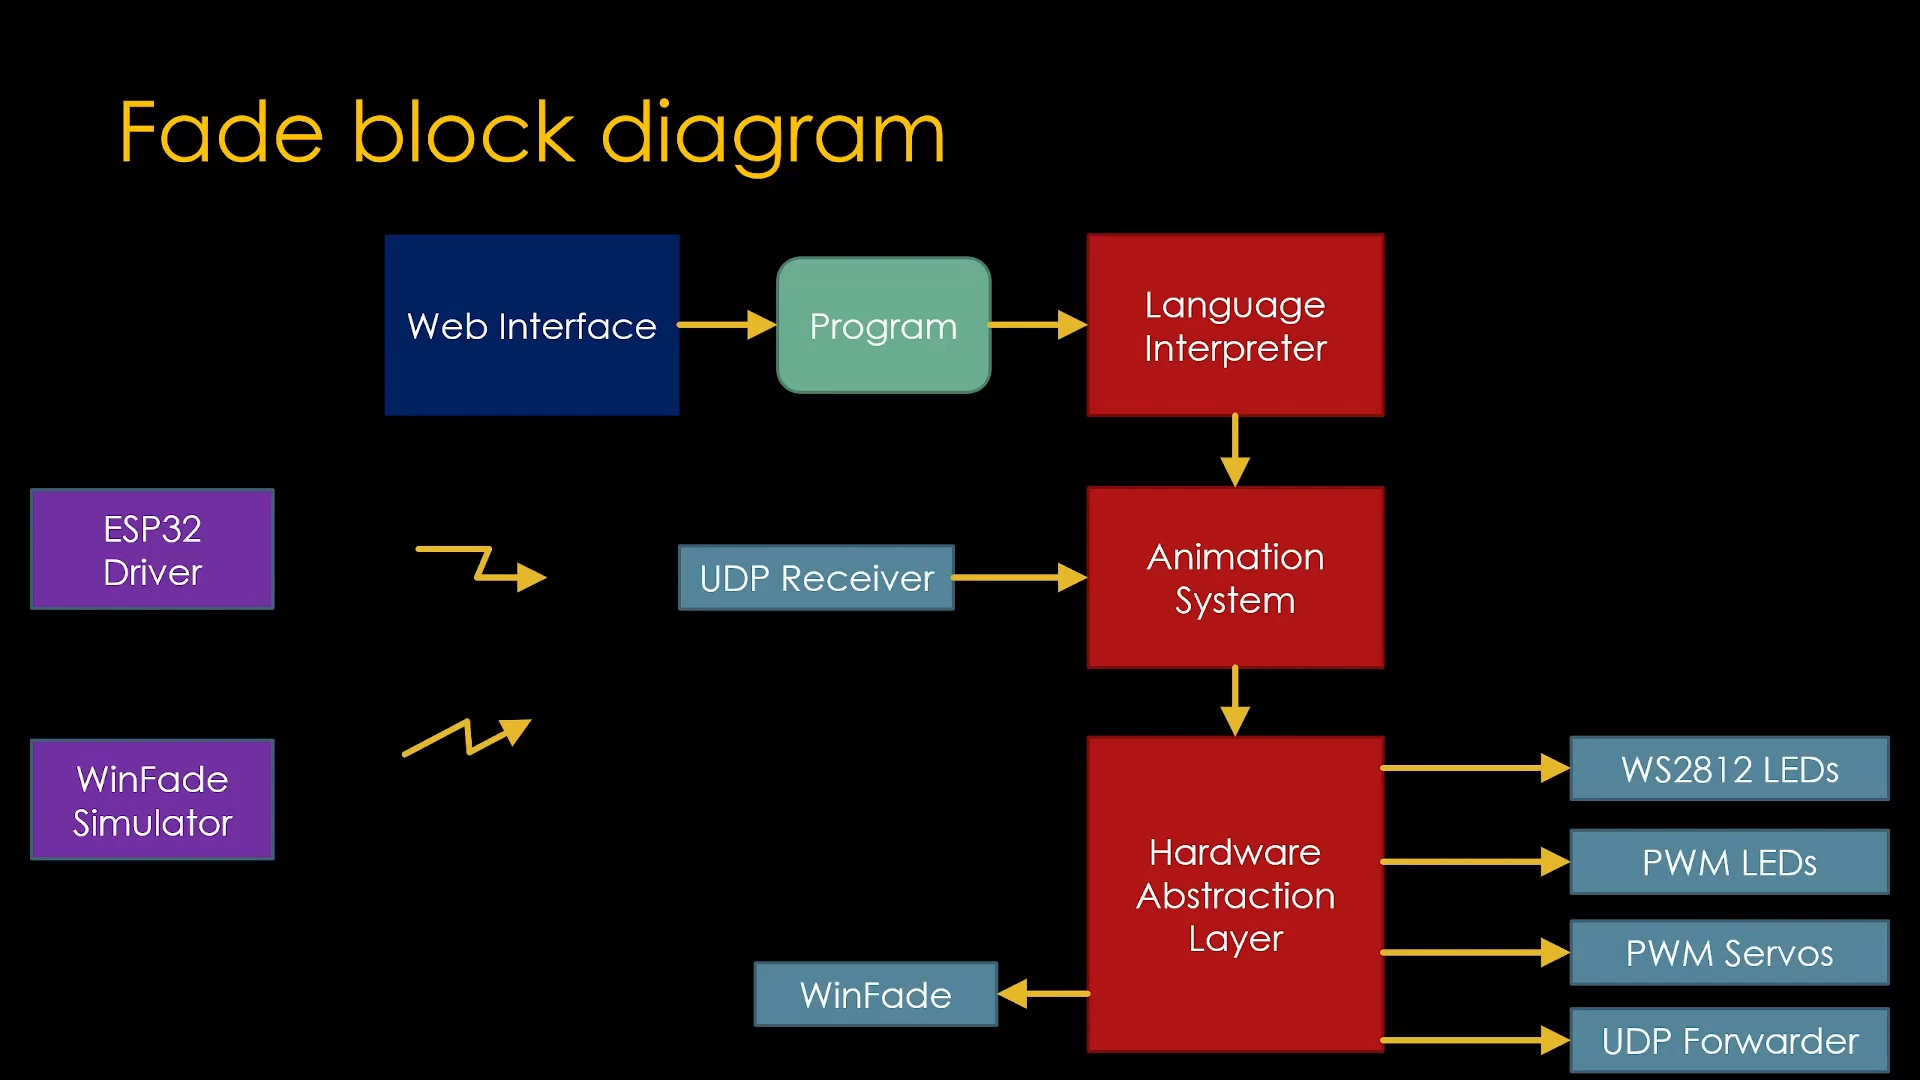 Fade block diagram
Web Interface
Program
Language
Interpreter
ESP32
Driver
UDP Receiver
Animation
System
WinFade
Simulator
Hardware
Abstraction
Layer
WS2812 LEDs
PWM LEDs
PWM Servos
WinFade
UDP Forwarder